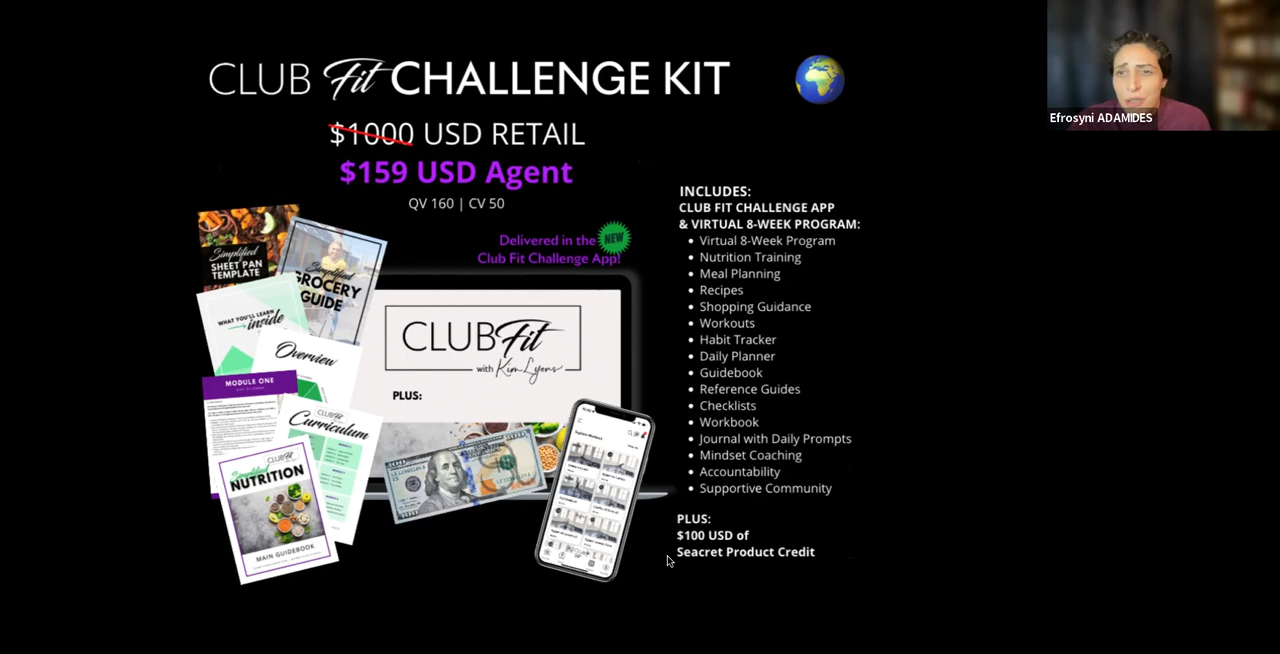 CLUB Fit CHALLENGE KIT
$1000 USD RETAIL
$159 USD Agent
QV 160 | CV 50
Delivered in the NEW
Club Fit Challenge App!
Simplified
SHEET PAN
TEMPLATE
Simplified
GROCERY
GUIDE
WHAT YOU'LL LEARN
inside
Overview
MODULE ONE
CLUB Fit
Curriculum
CLUB Fit
Simplified
NUTRITION
MAIN GUIDEBOOK
CLUB Fit
with Kim Lyons
PLUS:
INCLUDES:
CLUB FIT CHALLENGE APP
& VIRTUAL 8-WEEK PROGRAM:
• Virtual 8-Week Program
• Nutrition Training
• Meal Planning
• Recipes
• Shopping Guidance
• Workouts
• Habit Tracker
• Daily Planner
• Guidebook
• Reference Guides
• Checklists
• Workbook
• Journal with Daily Prompts
• Mindset Coaching
• Accountability
• Supportive Community
PLUS:
$100 USD of
Seacret Product Credit
Efrosyni ADAMIDES